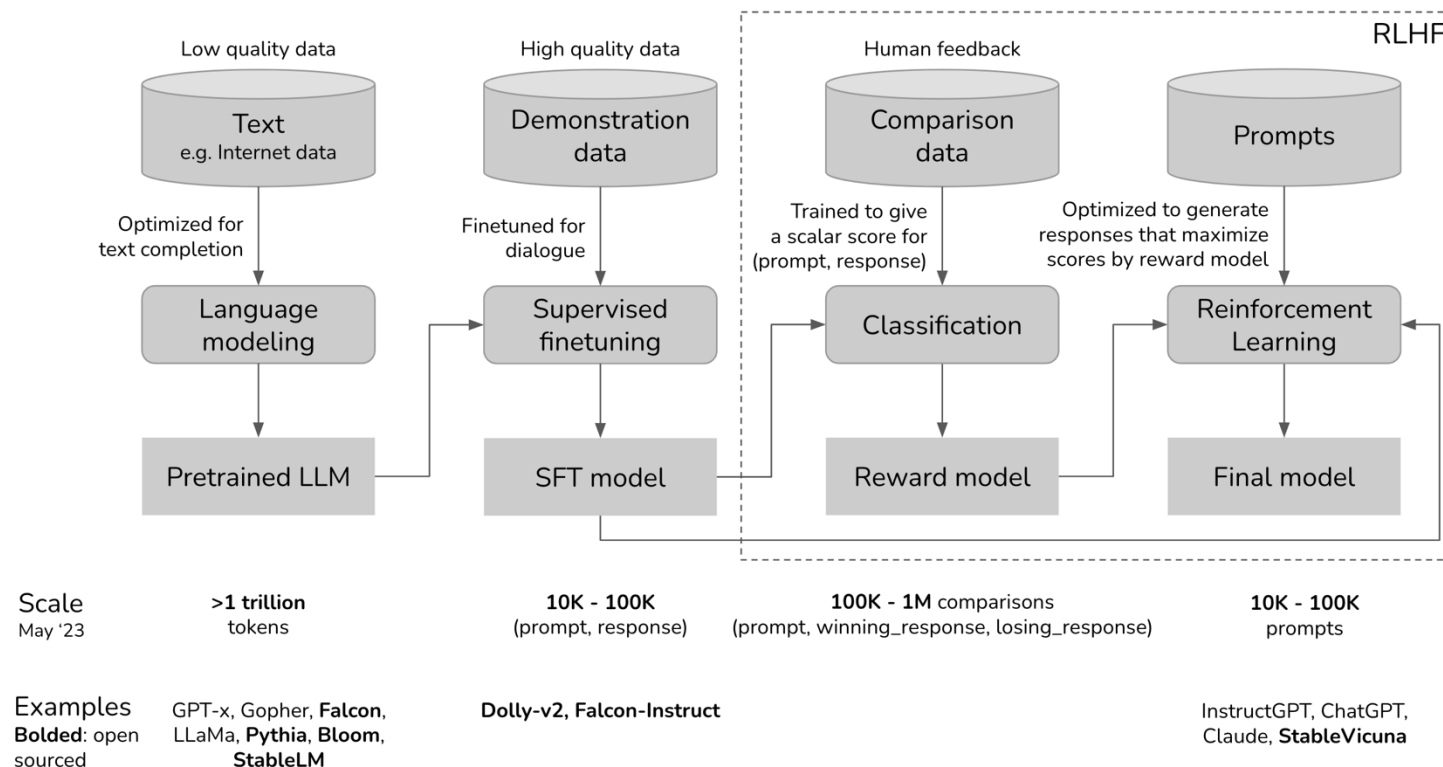 RLHF
Low quality data
High quality data
Human feedback
Text
e.g. Internet data
Demonstration
data
Comparison
data
Prompts
Optimized for
text completion
Finetuned for
dialogue
Trained to give
a scalar score for
(prompt, response)
Optimized to generate
responses that maximize
scores by reward model
Language
modeling
Supervised
finetuning
Classification
Reinforcement
Learning
Pretrained LLM
SFT model
Reward model
Final model
Scale
May ‘23
>1 trillion
tokens
10K - 100K
(prompt, response)
100K - 1M comparisons
(prompt, winning_response, losing_response)
10K - 100K
prompts
Examples
Bolded: open
sourced
GPT-x, Gopher, Falcon,
LLaMa, Pythia, Bloom,
StableLM
Dolly-v2, Falcon-Instruct
InstructGPT, ChatGPT,
Claude, StableVicuna